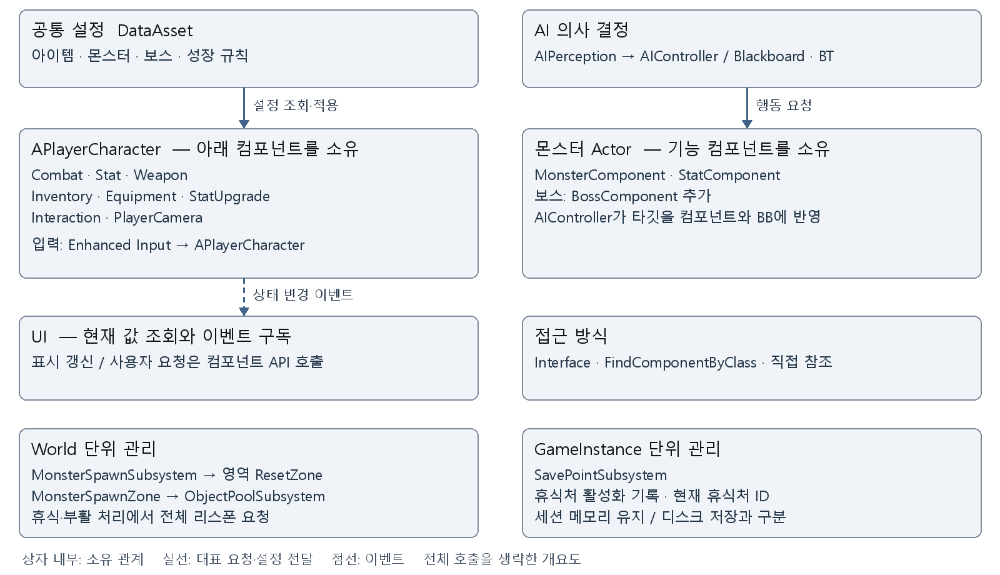 공통 설정 DataAsset
아이템 · 몬스터 · 보스 · 성장 규칙
설정 조회·적용
APlayerCharacter — 아래 컴포넌트를 소유
Combat · Stat · Weapon
Inventory · Equipment · StatUpgrade
Interaction · PlayerCamera
입력: Enhanced Input → APlayerCharacter
상태 변경 이벤트
UI — 현재 값 조회와 이벤트 구독
표시 갱신 / 사용자 요청은 컴포넌트 API 호출
World 단위 관리
MonsterSpawnSubsystem → 영역 ResetZone
MonsterSpawnZone → ObjectPoolSubsystem
휴식·부활 처리에서 전체 리스폰 요청
AI 의사 결정
AIPerception → AIController / Blackboard · BT
행동 요청
몬스터 Actor — 기능 컴포넌트를 소유
MonsterComponent · StatComponent
보스: BossComponent 추가
AIController가 타깃을 컴포넌트와 BB에 반영
접근 방식
Interface · FindComponentByClass · 직접 참조
GameInstance 단위 관리
SavePointSubsystem
휴식처 활성화 기록 · 현재 휴식처 ID
세션 메모리 유지 / 디스크 저장과 구분
상자 내부: 소유 관계 실선: 대표 요청·설정 전달 점선: 이벤트 전체 호출을 생략한 개요도